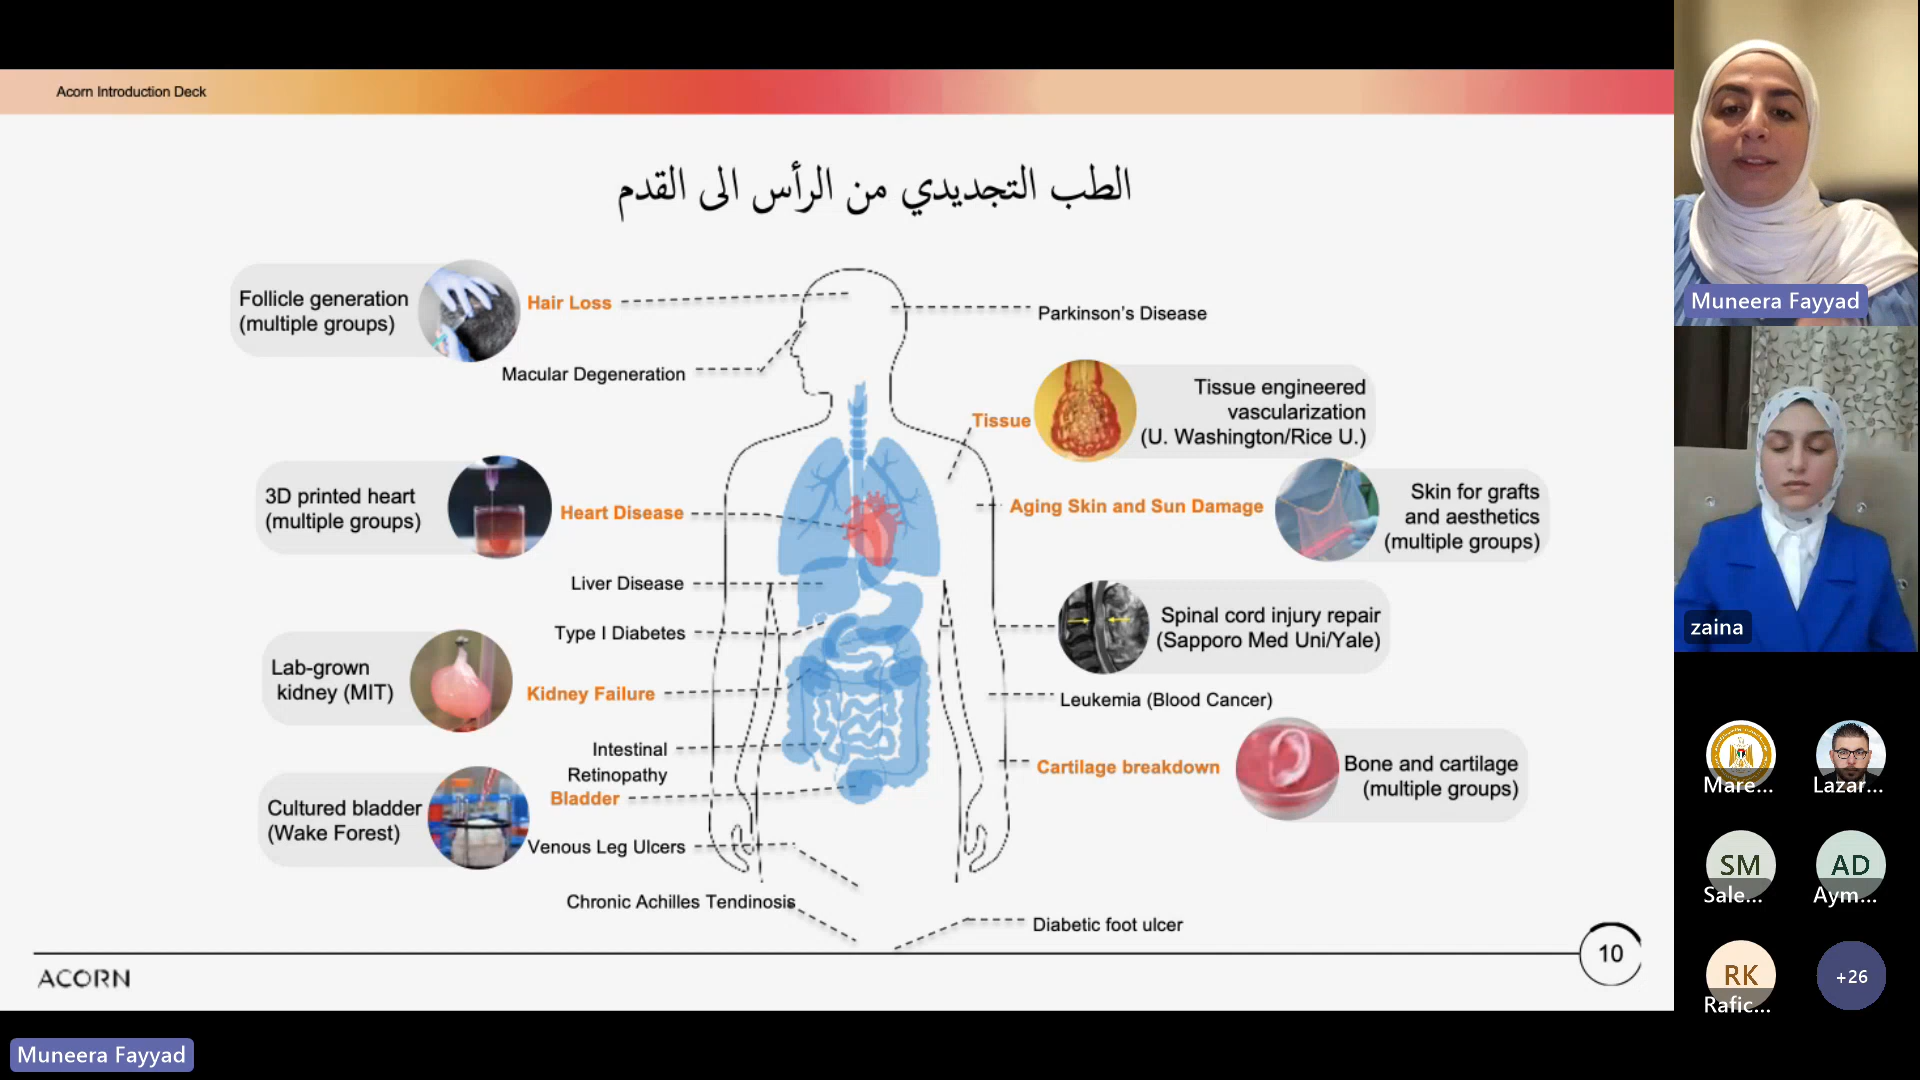 Acorn Introduction Deck
الطب التجديدي من الرأس الى القدم
Follicle generation
(multiple groups)
Hair Loss
Parkinson's Disease
Macular Degeneration
Tissue
Tissue engineered
vascularization
(U. Washington/Rice U.)
3D printed heart
(multiple groups)
Heart Disease
Aging Skin and Sun Damage
Skin for grafts
and aesthetics
(multiple groups)
Liver Disease
Type I Diabetes
Spinal cord injury repair
(Sapporo Med Uni/Yale)
Lab-grown
kidney (MIT)
Kidney Failure
Leukemia (Blood Cancer)
Intestinal
Retinopathy
Bladder
Cartilage breakdown
Bone and cartilage
(multiple groups)
Cultured bladder
(Wake Forest)
Venous Leg Ulcers
Chronic Achilles Tendinosis
Diabetic foot ulcer
10
ACORN
Muneera Fayyad
Muneera Fayyad
zaina
Mare...
Lazar...
SM
Sale...
AD
Aym...
RK
Rafic...
+26